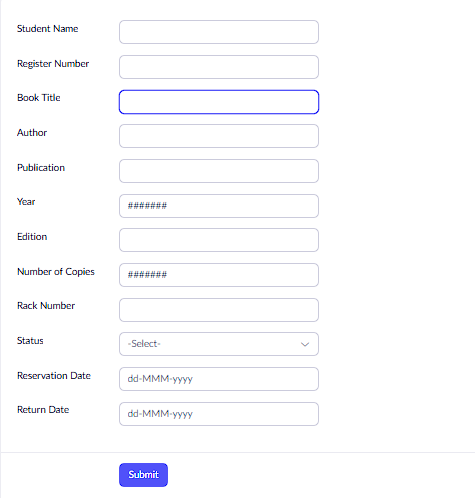 Student Name
Register Number
Book Title
Author
Publication
Year #######
Edition
Number of Copies #######
Rack Number
Status -Select-
Reservation Date dd-MMM-yyyy
Return Date dd-MMM-yyyy
Submit